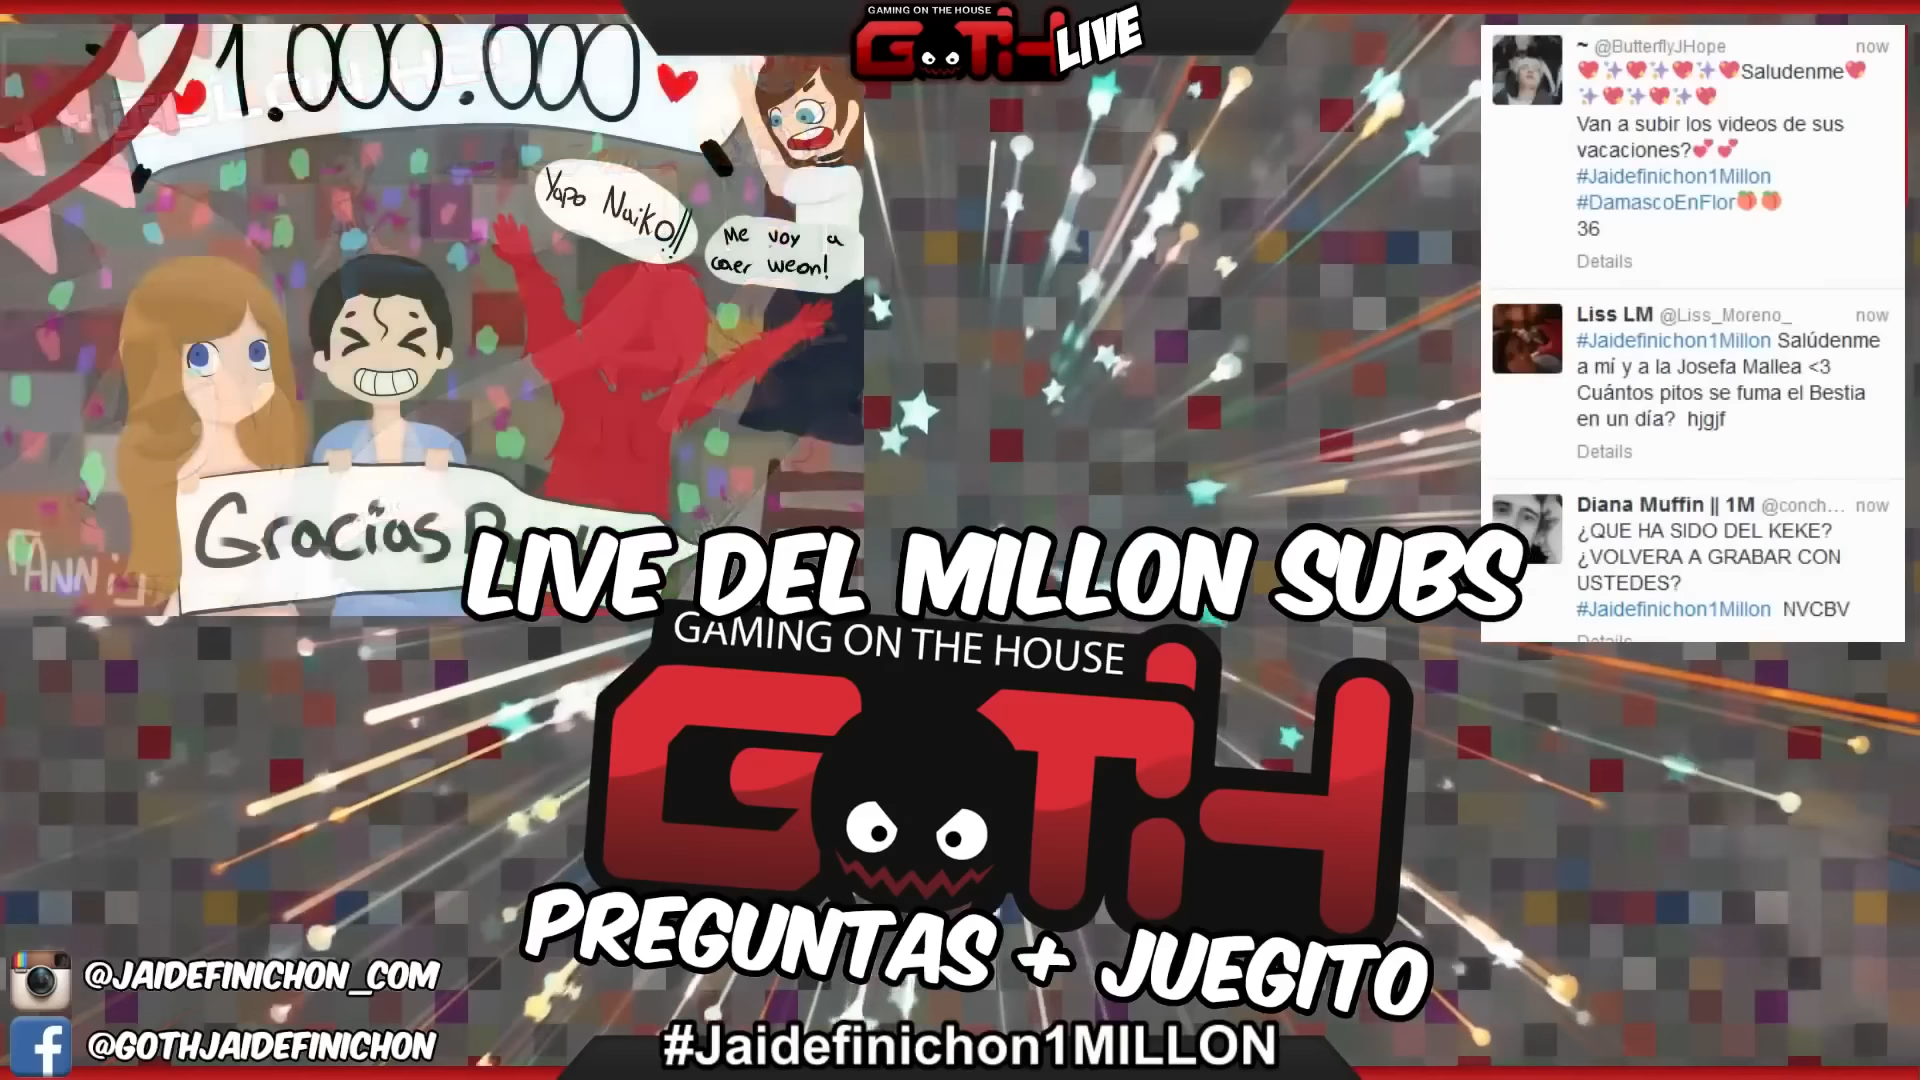 GAMING ON THE HOUSE
GOTH LIVE
1.000.000
Yapo Naiko!!
Me voy a
caer weon!
Gracias
ANNi
~ @ButterflyJHope now
💖✨💖✨💖✨💖Saludenme💖
✨💖✨💖✨💖
Van a subir los videos de sus
vacaciones?💕💕
#Jaidefinichon1Millon
#DamascoEnFlor🍑🍑
36
Details
Liss LM @Liss_Moreno_ now
#Jaidefinichon1Millon Salúdenme
a mí y a la Josefa Mallea <3
Cuántos pitos se fuma el Bestia
en un día? hjgjf
Details
Diana Muffin || 1M @conch... now
¿QUE HA SIDO DEL KEKE?
¿VOLVERA A GRABAR CON
USTEDES?
#Jaidefinichon1Millon NVCBV
Details
LIVE DEL MILLON SUBS
GAMING ON THE HOUSE
GOTH
PREGUNTAS + JUEGITO
@JAIDEFINICHON_COM
@GOTHJAIDEFINICHON
#Jaidefinichon1MILLON